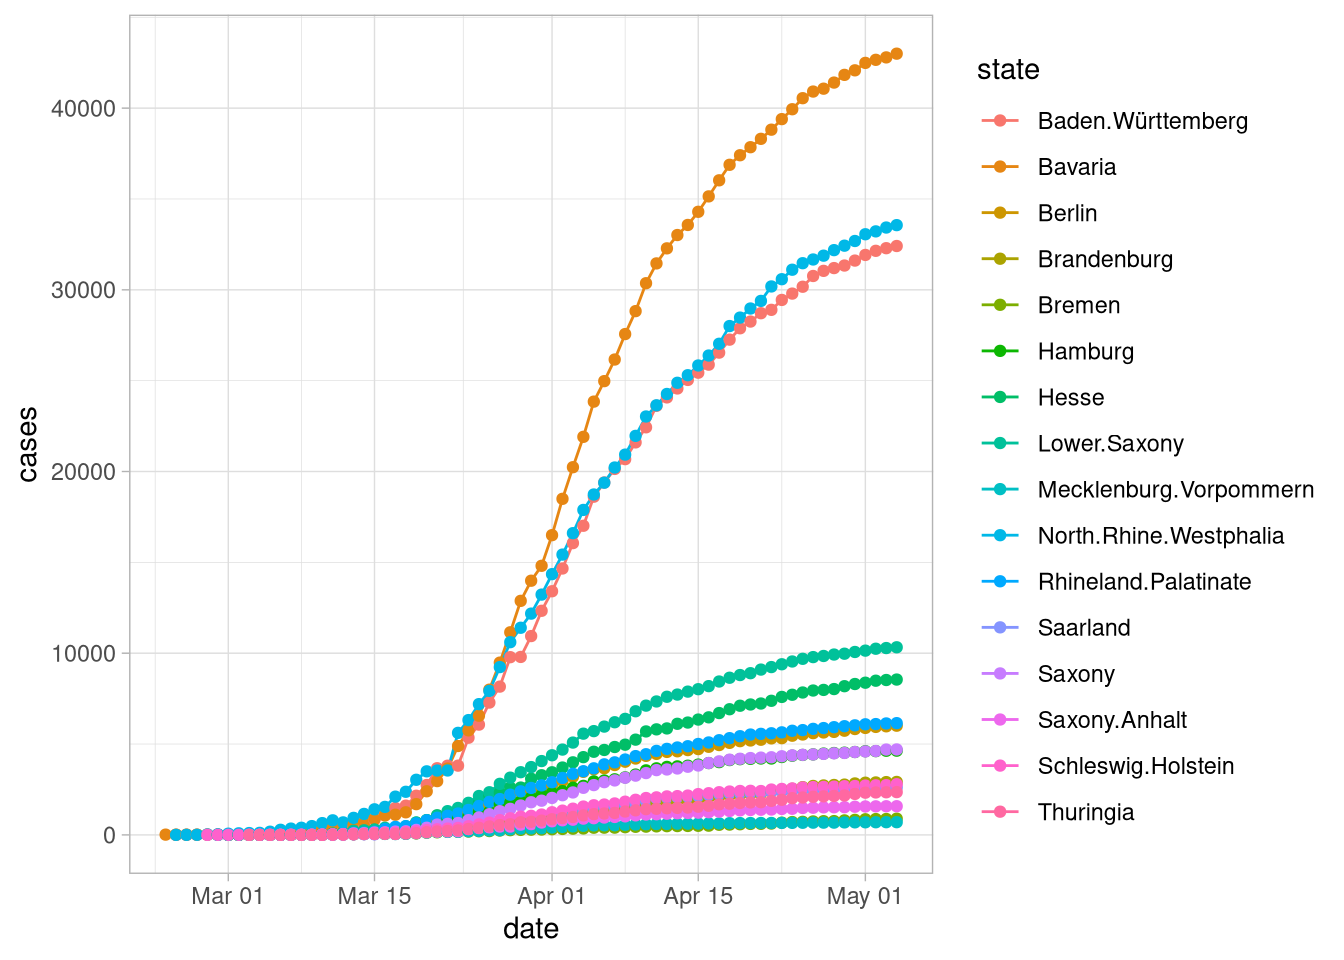 state
Baden.Württemberg
Bavaria
Berlin
Brandenburg
Bremen
Hamburg
Hesse
Lower.Saxony
Mecklenburg.Vorpommern
North.Rhine.Westphalia
Rhineland.Palatinate
Saarland
Saxony
Saxony.Anhalt
Schleswig.Holstein
Thuringia
cases
40000
30000
20000
10000
0
Mar 01
Mar 15
Apr 01
Apr 15
May 01
date